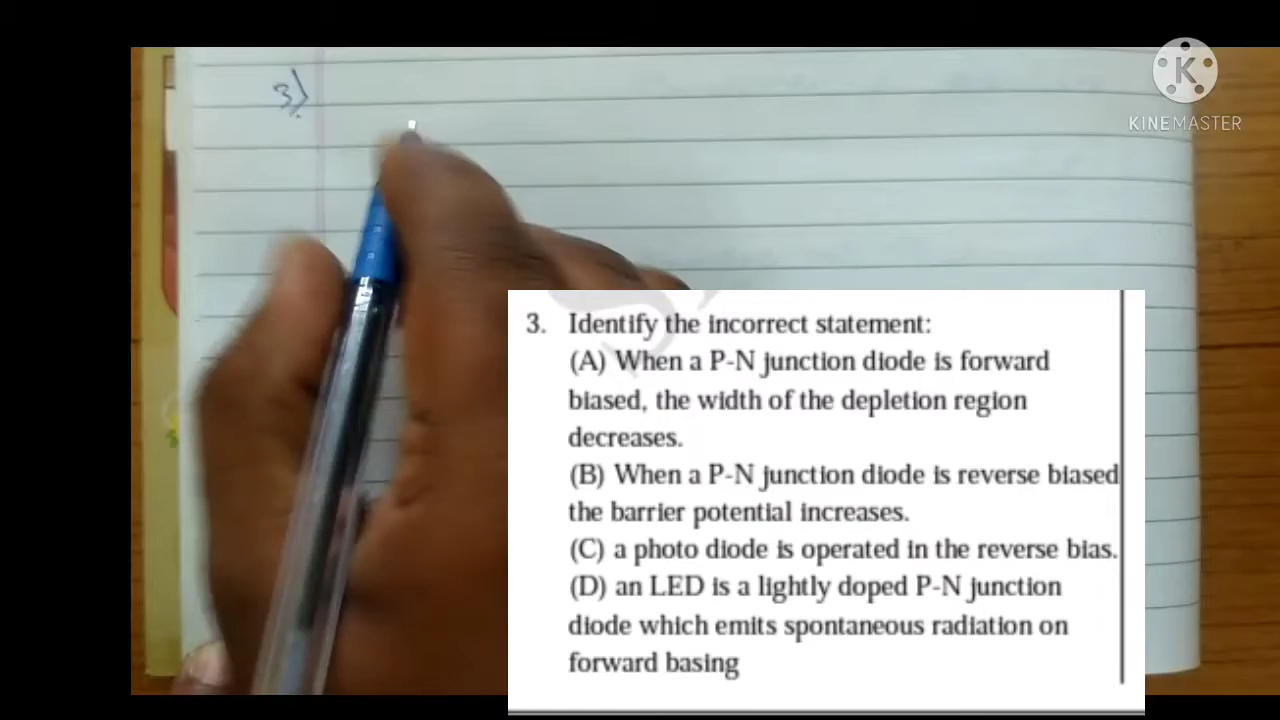 K
KINEMASTER
3)
3. Identify the incorrect statement:
(A) When a P-N junction diode is forward
biased, the width of the depletion region
decreases.
(B) When a P-N junction diode is reverse biased
the barrier potential increases.
(C) a photo diode is operated in the reverse bias.
(D) an LED is a lightly doped P-N junction
diode which emits spontaneous radiation on
forward basing